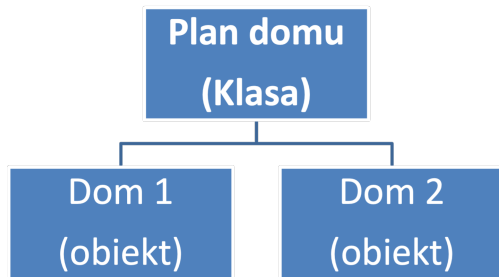 Plan domu
(Klasa)
Dom 1
(obiekt)
Dom 2
(obiekt)